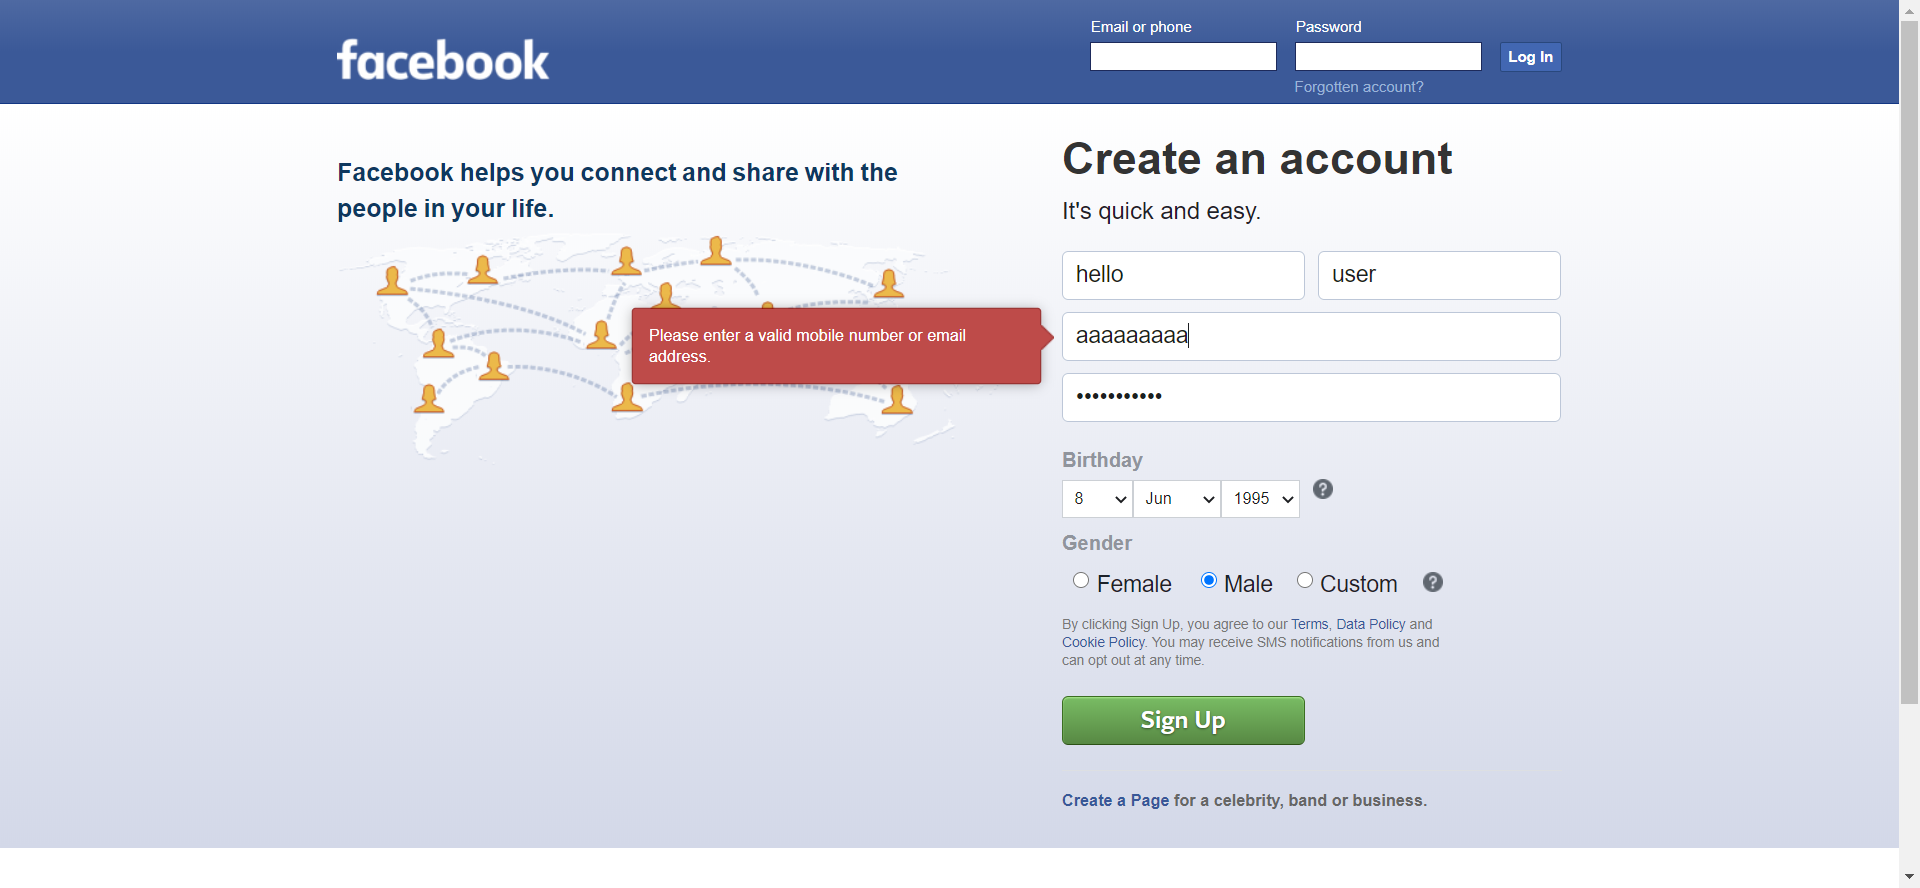 facebook
Email or phone
Password
Log In
Forgotten account?
Facebook helps you connect and share with the
people in your life.
Create an account
It's quick and easy.
hello
user
Please enter a valid mobile number or email
address.
aaaaaaaaa
•••••••••••
Birthday
8
Jun
1995
?
Gender
Female
Male
Custom
?
By clicking Sign Up, you agree to our Terms, Data Policy and
Cookie Policy. You may receive SMS notifications from us and
can opt out at any time.
Sign Up
Create a Page for a celebrity, band or business.